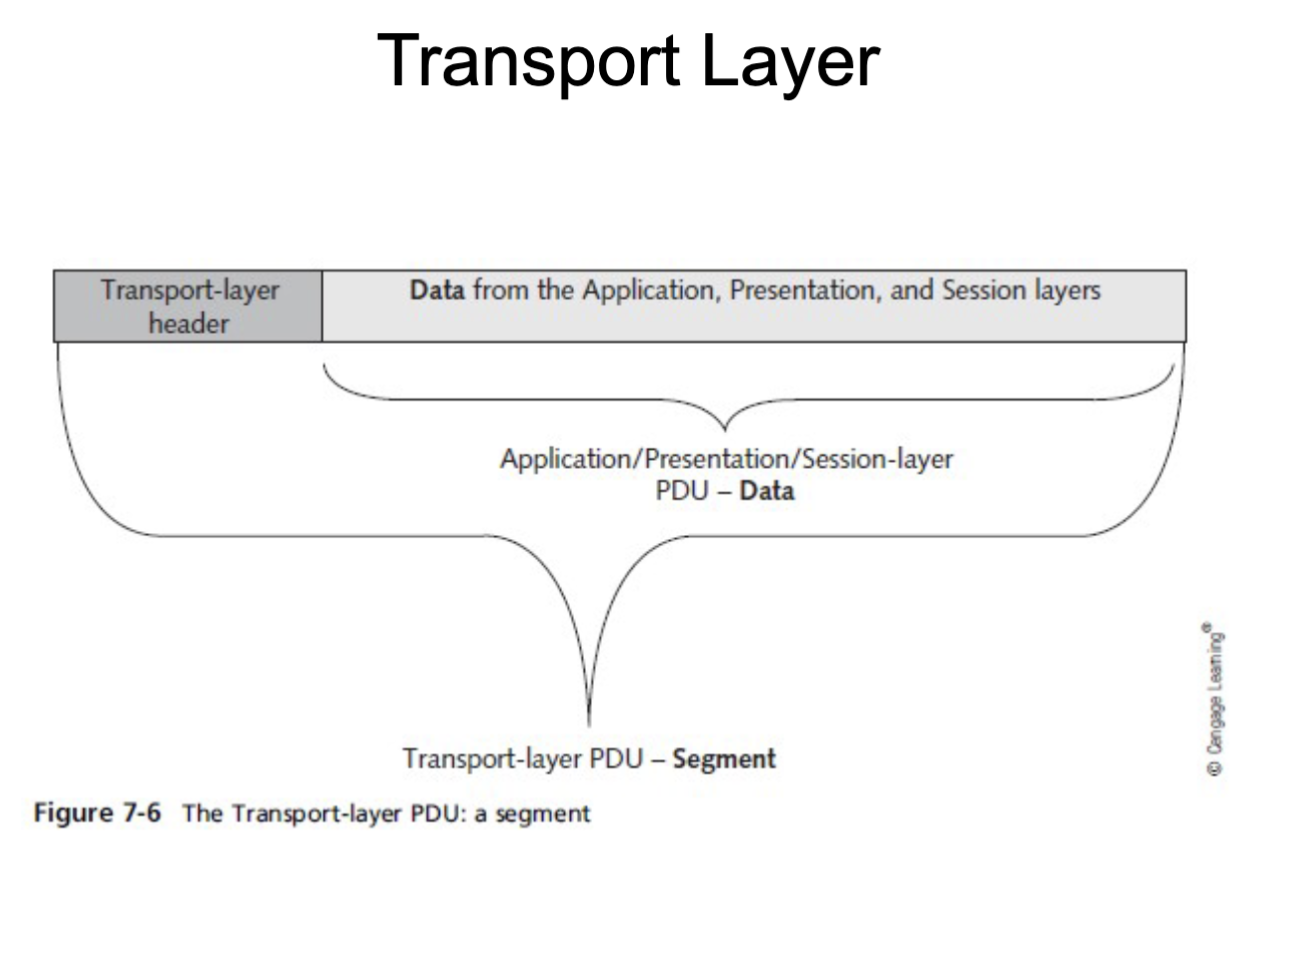 Transport Layer
Transport-layer
header
Data from the Application, Presentation, and Session layers
Application/Presentation/Session-layer
PDU – Data
Transport-layer PDU – Segment
© Cengage Learning®
Figure 7-6 The Transport-layer PDU: a segment